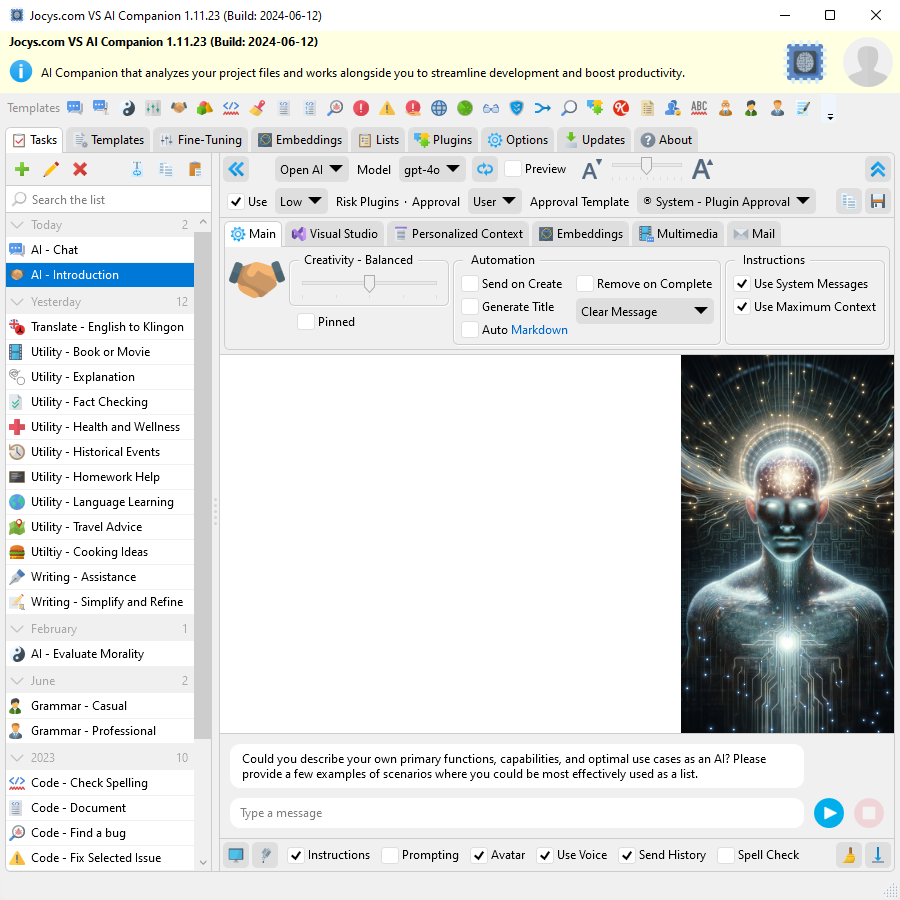 Jocys.com VS AI Companion 1.11.23 (Build: 2024-06-12)
Jocys.com VS AI Companion 1.11.23 (Build: 2024-06-12)
AI Companion that analyzes your project files and works alongside you to streamline development and boost productivity.
Templates
ABC
Tasks Templates Fine-Tuning Embeddings Lists Plugins Options Updates About
Open AI Model gpt-4o Preview A A
Search the list
Use Low Risk Plugins · Approval User Approval Template ® System - Plugin Approval
Today 2
AI - Chat
AI - Introduction
Yesterday 12
Translate - English to Klingon
Utility - Book or Movie
Utility - Explanation
Utility - Fact Checking
Utility - Health and Wellness
Utility - Historical Events
Utility - Homework Help
Utility - Language Learning
Utility - Travel Advice
Utiltiy - Cooking Ideas
Writing - Assistance
Writing - Simplify and Refine
February 1
AI - Evaluate Morality
June 2
Grammar - Casual
Grammar - Professional
2023 10
Code - Check Spelling
Code - Document
Code - Find a bug
Code - Fix Selected Issue
Main Visual Studio Personalized Context Embeddings Multimedia Mail
Creativity - Balanced
Pinned
Automation
Send on Create Remove on Complete
Generate Title Clear Message
Auto Markdown
Instructions
Use System Messages
Use Maximum Context
Could you describe your own primary functions, capabilities, and optimal use cases as an AI? Please
provide a few examples of scenarios where you could be most effectively used as a list.
Type a message
Instructions Prompting Avatar Use Voice Send History Spell Check